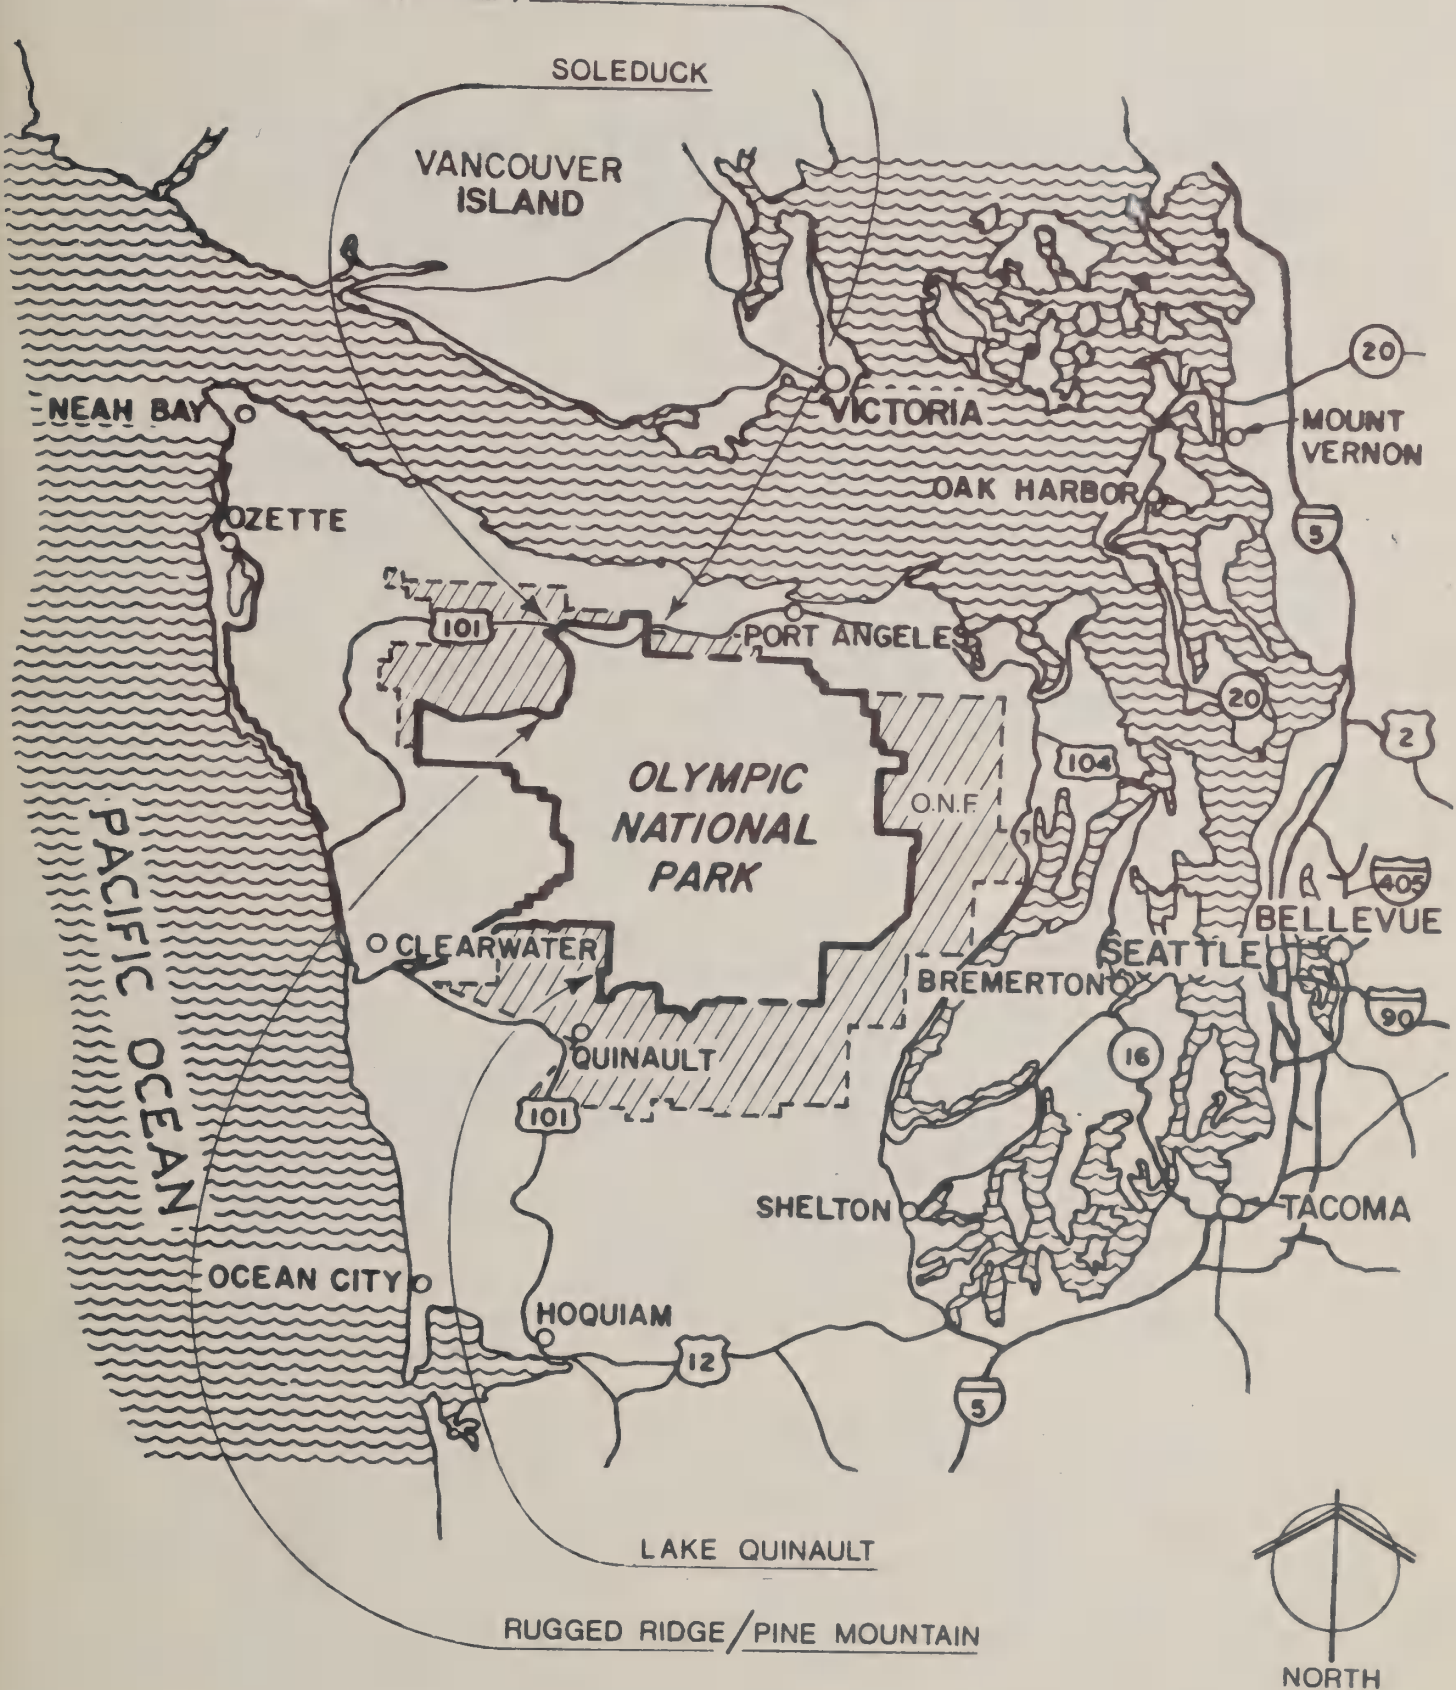 SOLEDUCK
VANCOUVER
ISLAND
20
NEAH BAY
VICTORIA
MOUNT
VERNON
OAK HARBOR
OZETTE
5
101
PORT ANGELES
20
2
OLYMPIC
NATIONAL
PARK
104
O.N.F.
PACIFIC OCEAN
405
BELLEVUE
CLEARWATER
SEATTLE
BREMERTON
90
QUINAULT
16
101
SHELTON
TACOMA
OCEAN CITY
HOQUIAM
12
5
LAKE QUINAULT
RUGGED RIDGE/PINE MOUNTAIN
NORTH